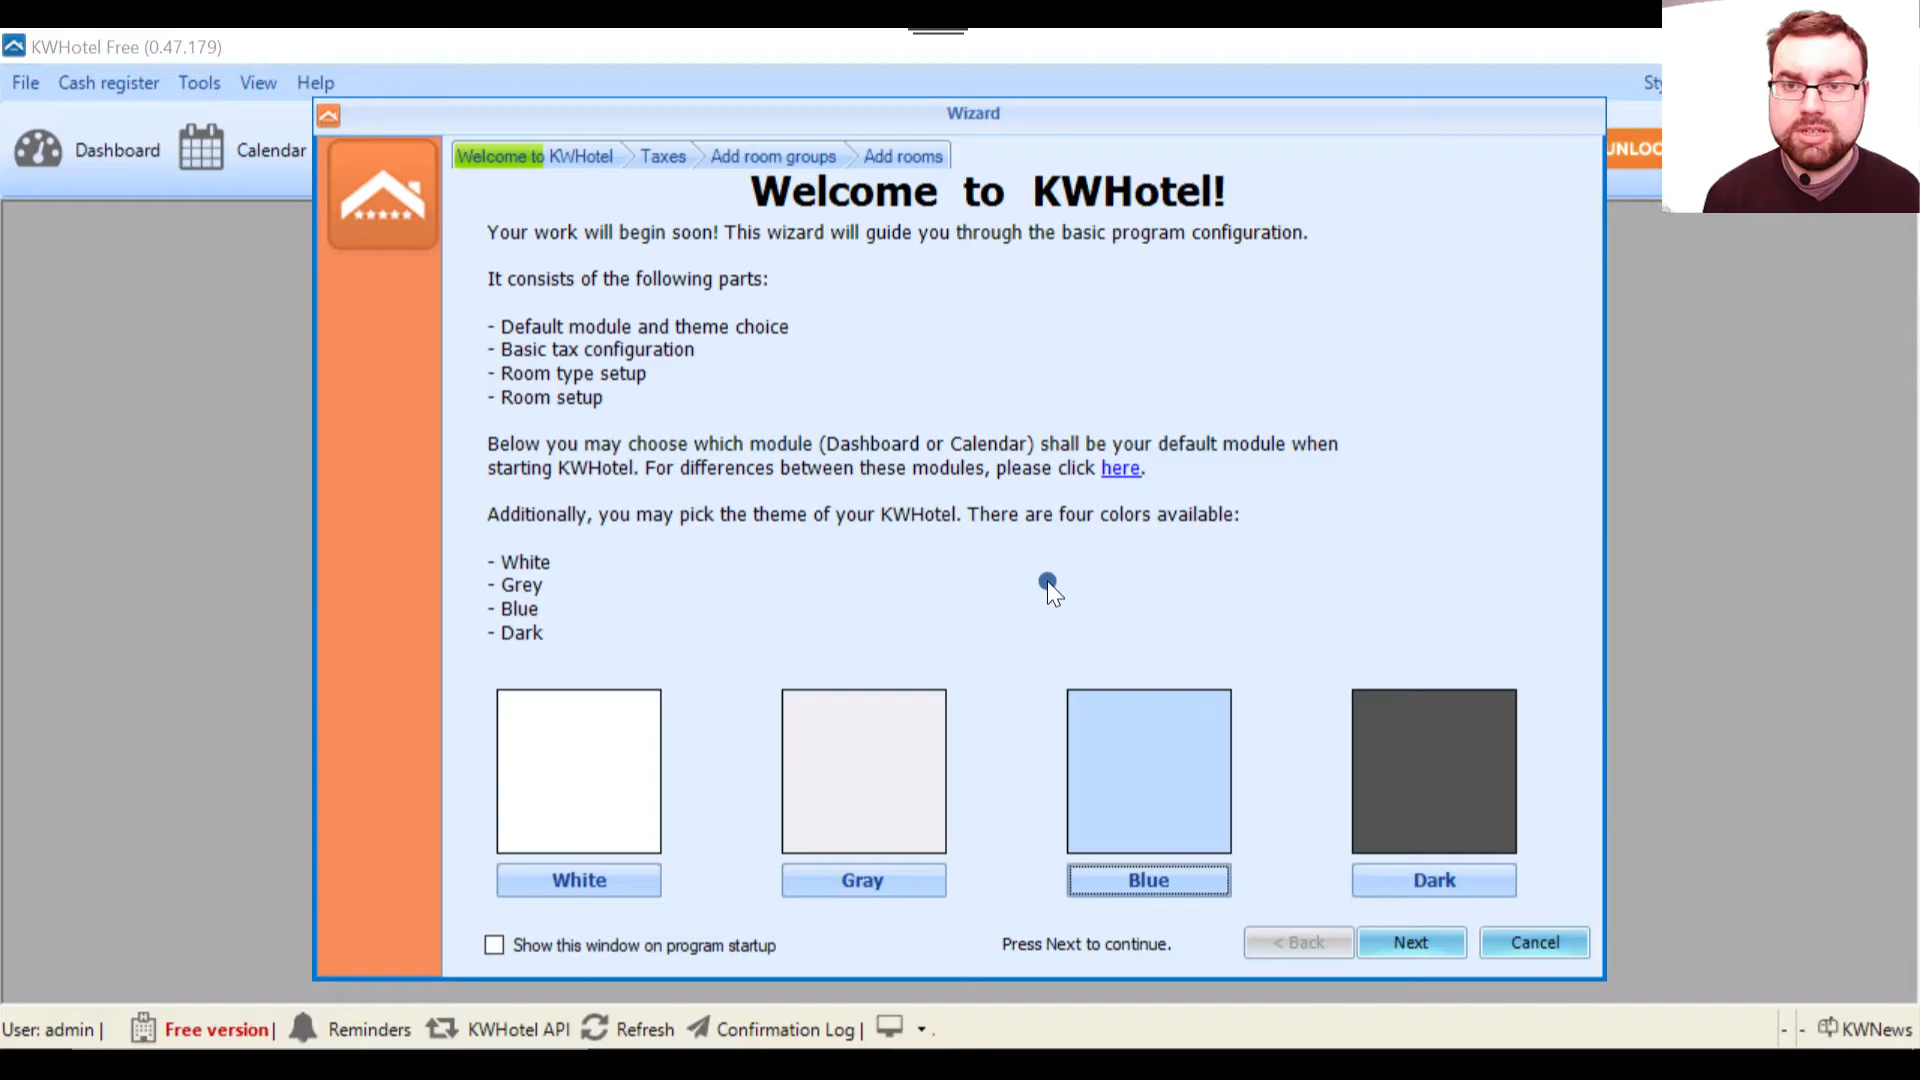 KWHotel Free (0.47.179)
File Cash register Tools View Help
Wizard
Dashboard Calendar
Welcome to KWHotel Taxes Add room groups Add rooms
Welcome to KWHotel!
Your work will begin soon! This wizard will guide you through the basic program configuration.
It consists of the following parts:
- Default module and theme choice
- Basic tax configuration
- Room type setup
- Room setup
Below you may choose which module (Dashboard or Calendar) shall be your default module when
starting KWHotel. For differences between these modules, please click here.
Additionally, you may pick the theme of your KWHotel. There are four colors available:
- White
- Grey
- Blue
- Dark
White Gray Blue Dark
Show this window on program startup Press Next to continue. < Back Next Cancel
User: admin | Free version | Reminders KWHotel API Refresh Confirmation Log | - - KWNews